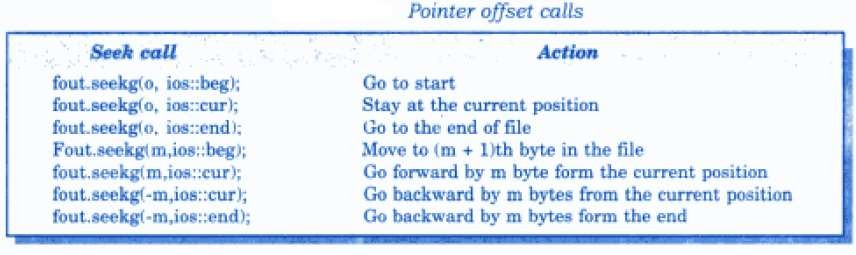 Pointer offset calls
Seek call Action
fout.seekg(o, ios::beg); Go to start
fout.seekg(o, ios::cur); Stay at the current position
fout.seekg(o, ios::end); Go to the end of file
Fout.seekg(m,ios::beg); Move to (m + 1)th byte in the file
fout.seekg(m,ios::cur); Go forward by m byte form the current position
fout.seekg(-m,ios::cur); Go backward by m bytes from the current position
fout.seekg(-m,ios::end); Go backward by m bytes form the end